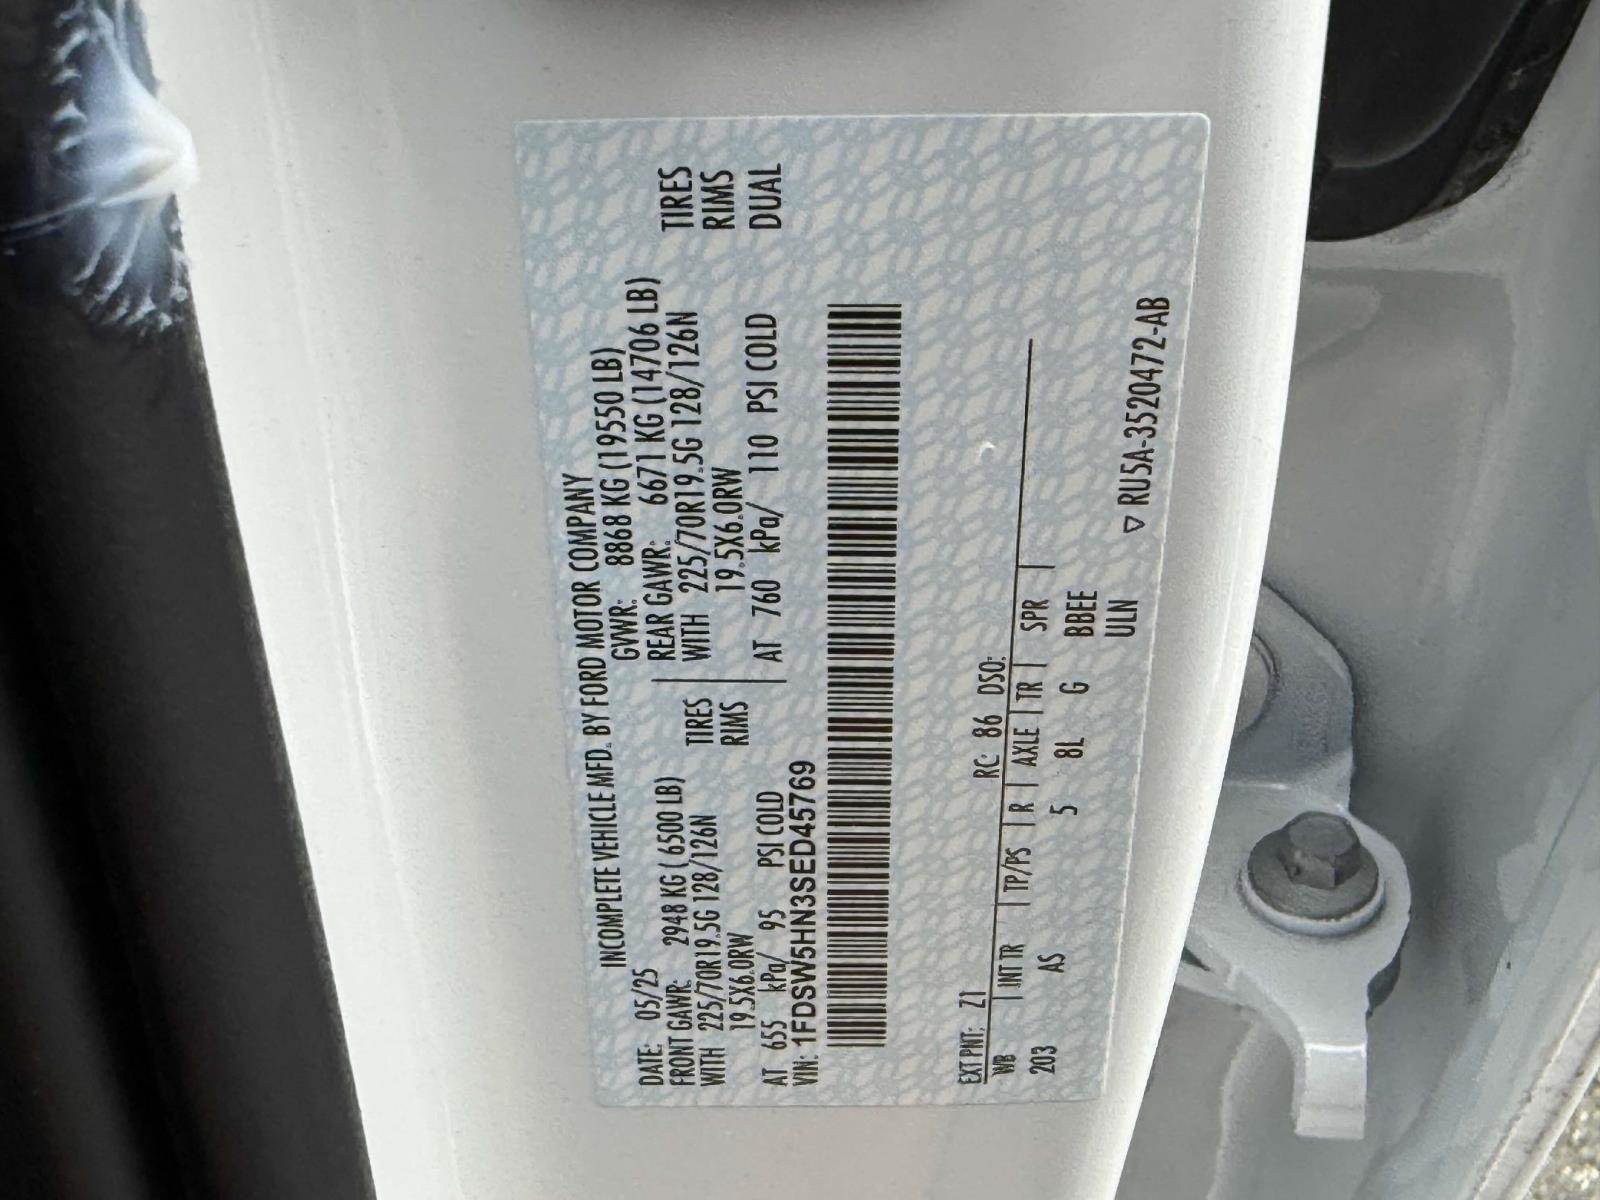 INCOMPLETE VEHICLE MFD. BY FORD MOTOR COMPANY
DATE: 05/25 GVWR: 8868 KG (19550 LB)
FRONT GAWR: 2948 KG ( 6500 LB) REAR GAWR: 6671 KG (14706 LB)
WITH 225/70R19.5G 128/126N TIRES WITH 225/70R19.5G 128/126N TIRES
19.5X6.0RW RIMS 19.5X6.0RW RIMS
AT 655 kPa/ 95 PSI COLD AT 760 kPa/ 110 PSI COLD DUAL
VIN: 1FDSW5HN3SED45769
EXT PNT: Z1 RC: 86 DSO:
WB INT TR TP/PS R AXLE TR SPR
203 AS 5 8L G BBEE
ULN
▽ RU5A-3520472-AB